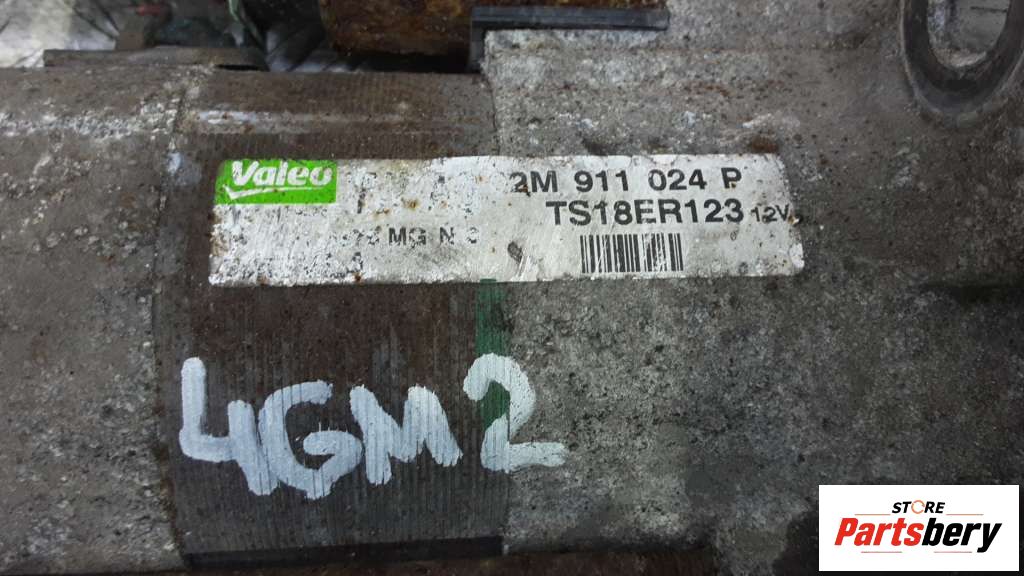 Valeo
2M 911 024 P
TS18ER123 12V
MG N
4GM2
STORE
Partsbery